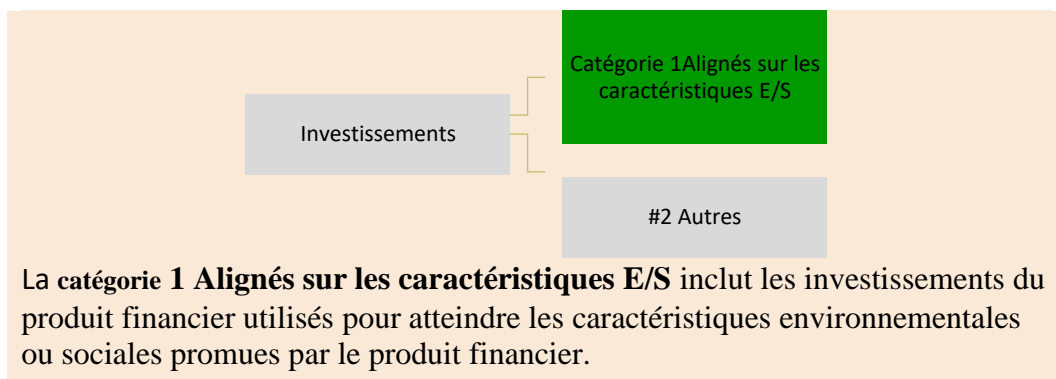 Catégorie 1Alignés sur les
caractéristiques E/S
Investissements
#2 Autres
La catégorie 1 Alignés sur les caractéristiques E/S inclut les investissements du
produit financier utilisés pour atteindre les caractéristiques environnementales
ou sociales promues par le produit financier.